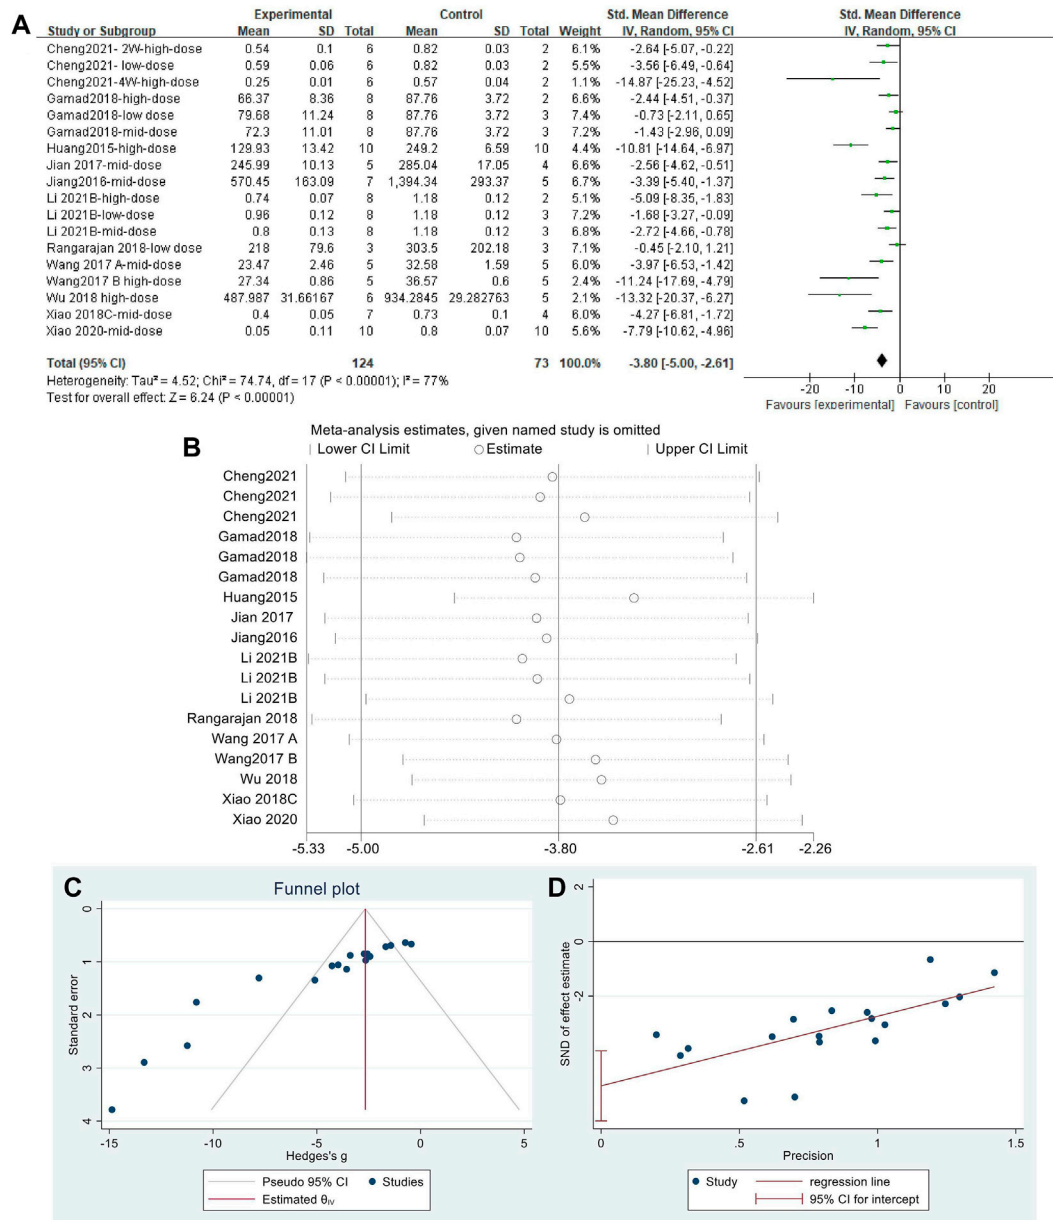 A
Experimental Control Std. Mean Difference Std. Mean Difference
Study or Subgroup Mean SD Total Mean SD Total Weight IV, Random, 95% CI IV, Random, 95% CI
Cheng2021- 2W-high-dose 0.54 0.1 6 0.82 0.03 2 6.1% -2.64 [-5.07, -0.22]
Cheng2021- low-dose 0.59 0.06 6 0.82 0.03 2 5.5% -3.56 [-6.49, -0.64]
Cheng2021-4W-high-dose 0.25 0.01 6 0.57 0.04 2 1.1% -14.87 [-25.23, -4.52]
Gamad2018-high-dose 66.37 8.36 8 87.76 3.72 2 6.6% -2.44 [-4.51, -0.37]
Gamad2018-low dose 79.68 11.24 8 87.76 3.72 3 7.4% -0.73 [-2.11, 0.65]
Gamad2018-mid-dose 72.3 11.01 8 87.76 3.72 3 7.2% -1.43 [-2.96, 0.09]
Huang2015-high-dose 129.93 13.42 10 249.2 6.59 10 4.4% -10.81 [-14.64, -6.97]
Jian 2017-mid-dose 245.99 10.13 5 285.04 17.05 4 6.6% -2.56 [-4.62, -0.51]
Jiang2016-mid-dose 570.45 163.09 7 1,394.34 293.37 5 6.7% -3.39 [-5.40, -1.37]
Li 2021B-high-dose 0.74 0.07 8 1.18 0.12 2 5.1% -5.09 [-8.35, -1.83]
Li 2021B-low-dose 0.96 0.12 8 1.18 0.12 3 7.2% -1.68 [-3.27, -0.09]
Li 2021B-mid-dose 0.8 0.13 8 1.18 0.12 3 6.8% -2.72 [-4.66, -0.78]
Rangarajan 2018-low dose 218 79.6 3 303.5 202.18 3 7.1% -0.45 [-2.10, 1.21]
Wang 2017 A-mid-dose 23.47 2.46 5 32.58 1.59 5 6.0% -3.97 [-6.53, -1.42]
Wang2017 B high-dose 27.34 0.86 5 36.57 0.6 5 2.4% -11.24 [-17.69, -4.79]
Wu 2018 high-dose 487.987 31.66167 6 934.2845 29.282763 5 2.1% -13.32 [-20.37, -6.27]
Xiao 2018C-mid-dose 0.4 0.05 7 0.73 0.1 4 6.0% -4.27 [-6.81, -1.72]
Xiao 2020-mid-dose 0.05 0.11 10 0.8 0.07 10 5.6% -7.79 [-10.62, -4.96]
Total (95% CI) 124 73 100.0% -3.80 [-5.00, -2.61]
Heterogeneity: Tau² = 4.52; Chi² = 74.74, df = 17 (P < 0.00001); I² = 77%
Test for overall effect: Z = 6.24 (P < 0.00001)
-20 -10 0 10 20
Favours [experimental] Favours [control]
B
Meta-analysis estimates, given named study is omitted
Lower CI Limit Estimate Upper CI Limit
Cheng2021
Cheng2021
Cheng2021
Gamad2018
Gamad2018
Gamad2018
Huang2015
Jian 2017
Jiang2016
Li 2021B
Li 2021B
Li 2021B
Rangarajan 2018
Wang 2017 A
Wang2017 B
Wu 2018
Xiao 2018C
Xiao 2020
-5.33 -5.00 -3.80 -2.61 -2.26
C
Funnel plot
Standard error
0
1
2
3
4
-15 -10 -5 0 5
Hedges's g
Pseudo 95% CI Studies
Estimated θIV
D
SND of effect estimate
2
0
-2
0 .5 1 1.5
Precision
Study regression line
95% CI for intercept